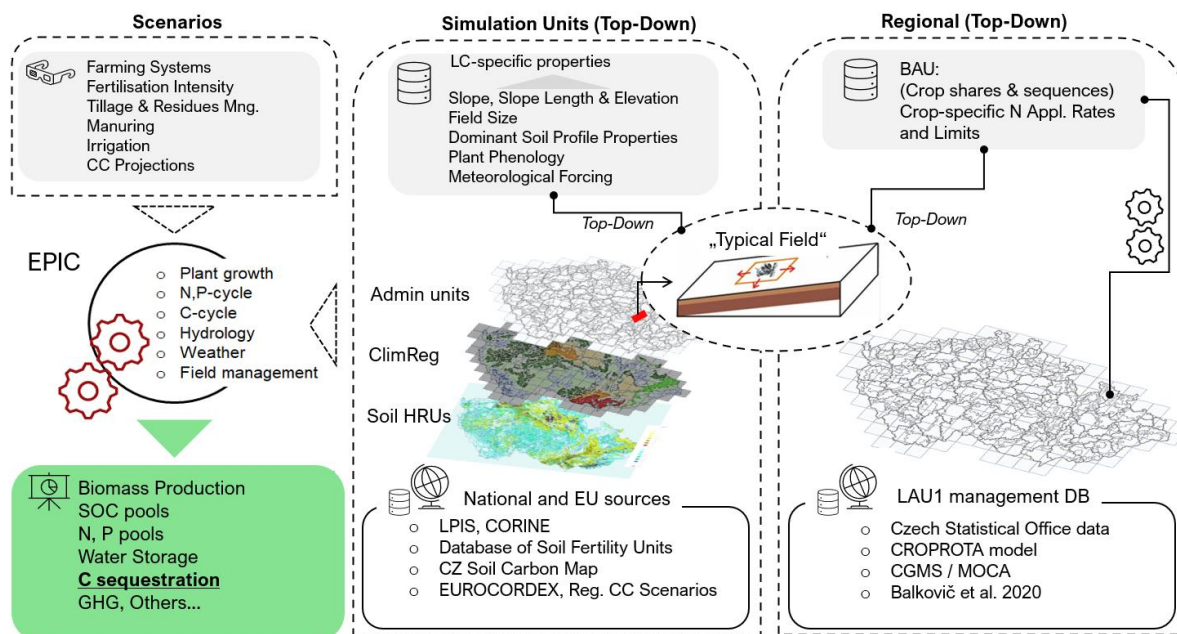 Scenarios
Farming Systems
Fertilisation Intensity
Tillage & Residues Mng.
Manuring
Irrigation
CC Projections
EPIC
Plant growth
N,P-cycle
C-cycle
Hydrology
Weather
Field management
Biomass Production
SOC pools
N, P pools
Water Storage
C sequestration
GHG, Others...
Simulation Units (Top-Down)
LC-specific properties
Slope, Slope Length & Elevation
Field Size
Dominant Soil Profile Properties
Plant Phenology
Meteorological Forcing
Top-Down
„Typical Field“
Admin units
ClimReg
Soil HRUs
National and EU sources
LPIS, CORINE
Database of Soil Fertility Units
CZ Soil Carbon Map
EUROCORDEX, Reg. CC Scenarios
Regional (Top-Down)
BAU:
(Crop shares & sequences)
Crop-specific N Appl. Rates
and Limits
Top-Down
LAU1 management DB
Czech Statistical Office data
CROPROTA model
CGMS / MOCA
Balkovič et al. 2020